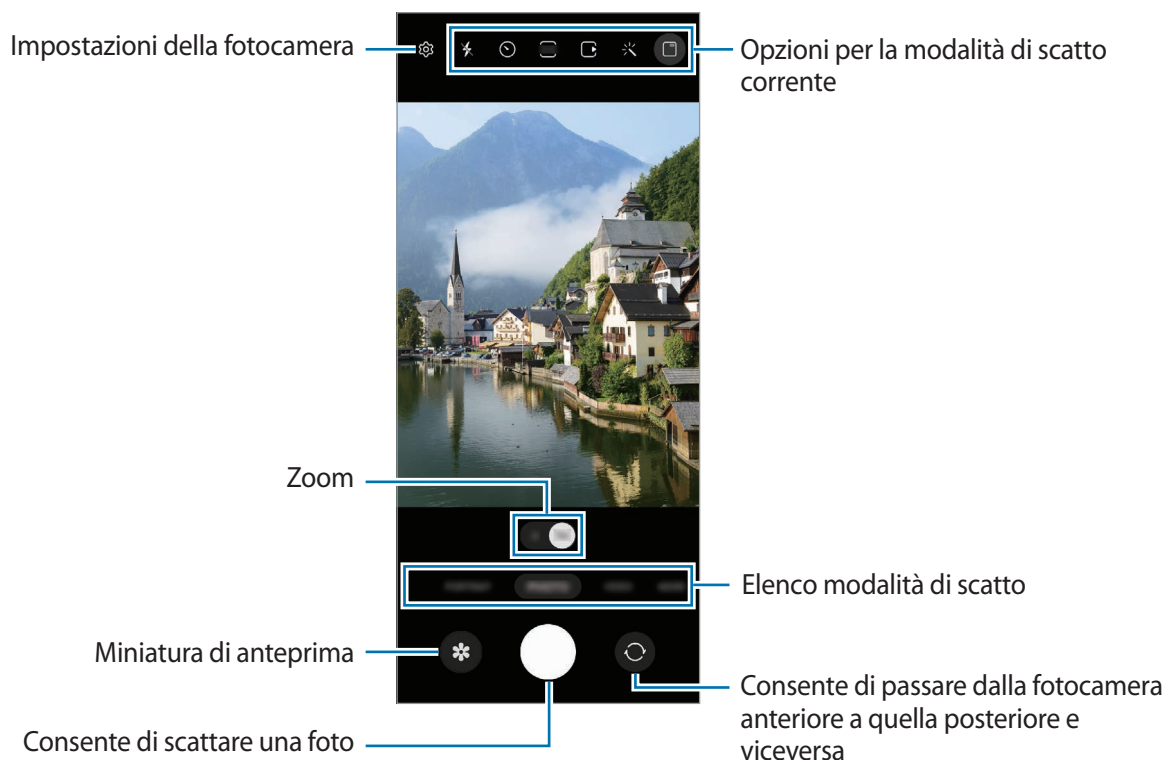 Impostazioni della fotocamera
Opzioni per la modalità di scatto
corrente
Zoom
Elenco modalità di scatto
Miniatura di anteprima
Consente di passare dalla fotocamera
anteriore a quella posteriore e
viceversa
Consente di scattare una foto